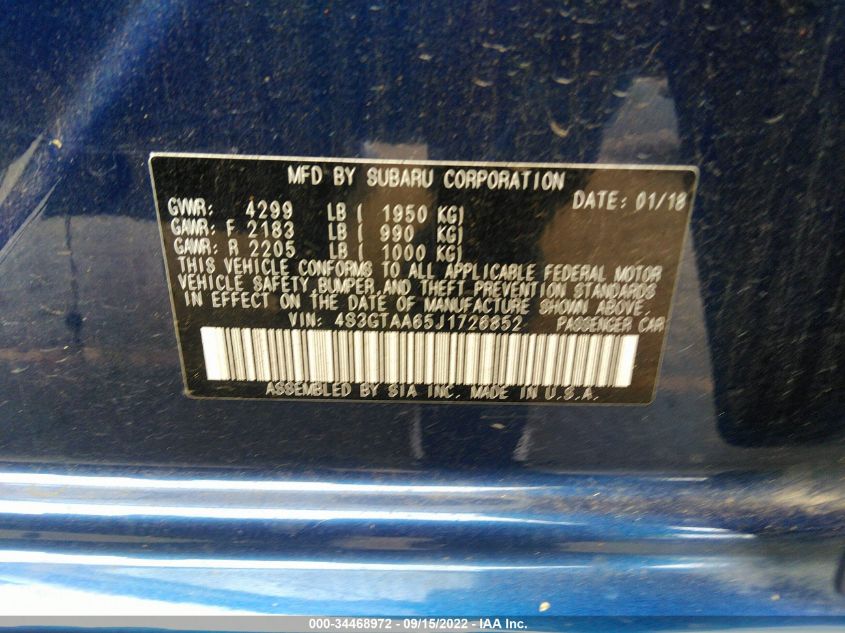 MFD BY SUBARU CORPORATION
DATE: 01/18
GVWR: 4299 LB ( 1950 KG)
GAWR: F 2183 LB ( 990 KG)
GAWR: R 2205 LB ( 1000 KG)
THIS VEHICLE CONFORMS TO ALL APPLICABLE FEDERAL MOTOR
VEHICLE SAFETY, BUMPER, AND THEFT PREVENTION STANDARDS
IN EFFECT ON THE DATE OF MANUFACTURE SHOWN ABOVE.
VIN: 4S3GTAA65J1726852 PASSENGER CAR
ASSEMBLED BY SIA INC. MADE IN U.S.A.
000-34468972 - 09/15/2022 - IAA Inc.